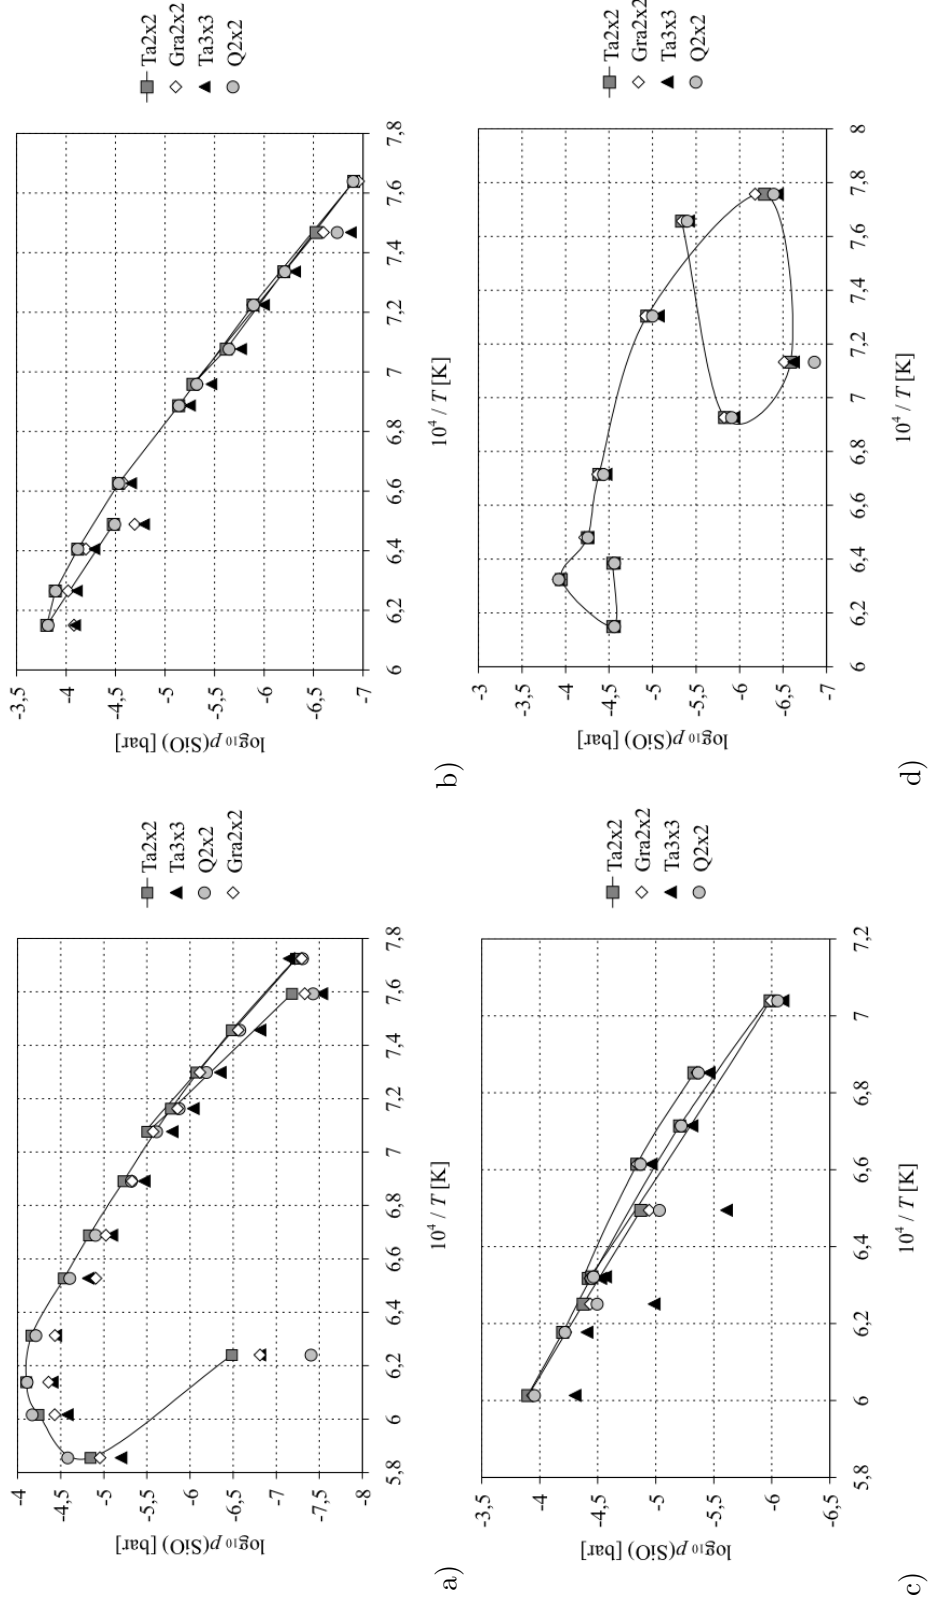 a)
log₁₀ p(SiO) [bar]
-4
-4,5
-5
-5,5
-6
-6,5
-7
-7,5
-8
5,8 6 6,2 6,4 6,6 6,8 7 7,2 7,4 7,6 7,8
10⁴ / T [K]
Ta2x2
Ta3x3
Q2x2
Gra2x2
b)
log₁₀ p(SiO) [bar]
-3,5
-4
-4,5
-5
-5,5
-6
-6,5
-7
6 6,2 6,4 6,6 6,8 7 7,2 7,4 7,6 7,8
10⁴ / T [K]
Ta2x2
Gra2x2
Ta3x3
Q2x2
c)
log₁₀ p(SiO) [bar]
-3,5
-4
-4,5
-5
-5,5
-6
-6,5
5,8 6 6,2 6,4 6,6 6,8 7 7,2
10⁴ / T [K]
Ta2x2
Gra2x2
Ta3x3
Q2x2
d)
log₁₀ p(SiO) [bar]
-3
-3,5
-4
-4,5
-5
-5,5
-6
-6,5
-7
6 6,2 6,4 6,6 6,8 7 7,2 7,4 7,6 7,8 8
10⁴ / T [K]
Ta2x2
Gra2x2
Ta3x3
Q2x2